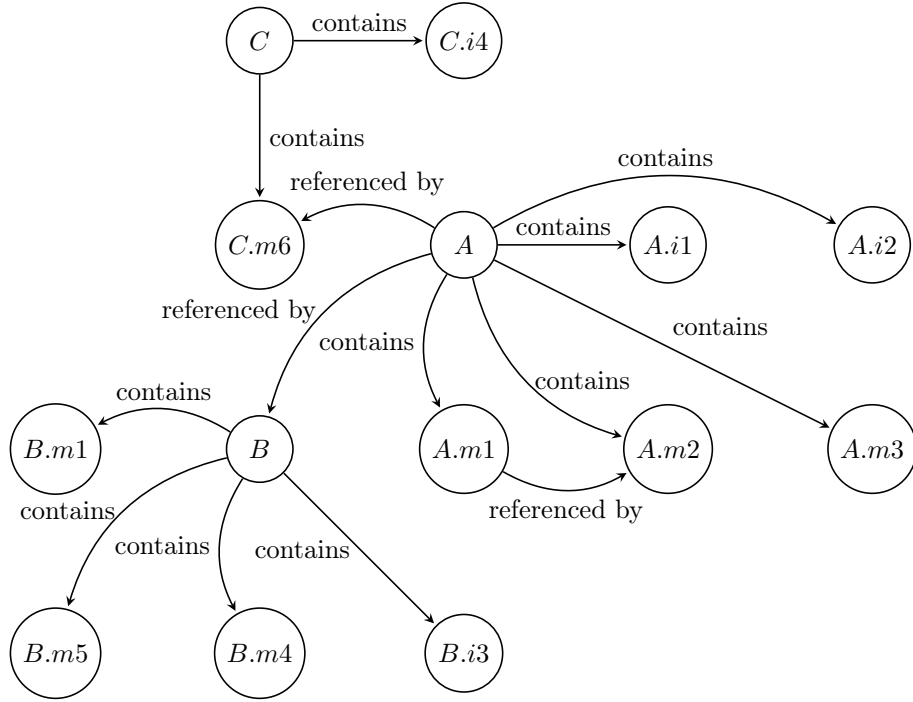 C
contains
C.i4
contains
referenced by
contains
C.m6
A
contains
A.i1
A.i2
referenced by
contains
contains
contains
contains
B.m1
B
A.m1
A.m2
A.m3
contains
contains
contains
referenced by
B.m5
B.m4
B.i3